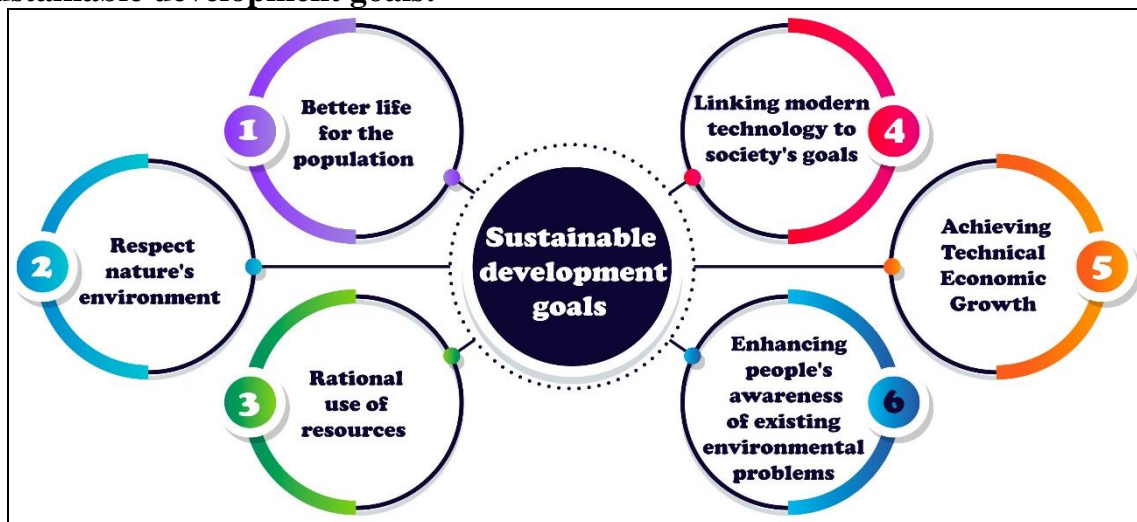 sustainable development goals:
1
Better life
for the
population
2
Respect
nature's
environment
3
Rational
use of
resources
Sustainable
development
goals
Linking modern
technology to
society's goals
4
Achieving
Technical
Economic
Growth
5
Enhancing
people's
awareness
of existing
environmental
problems
6